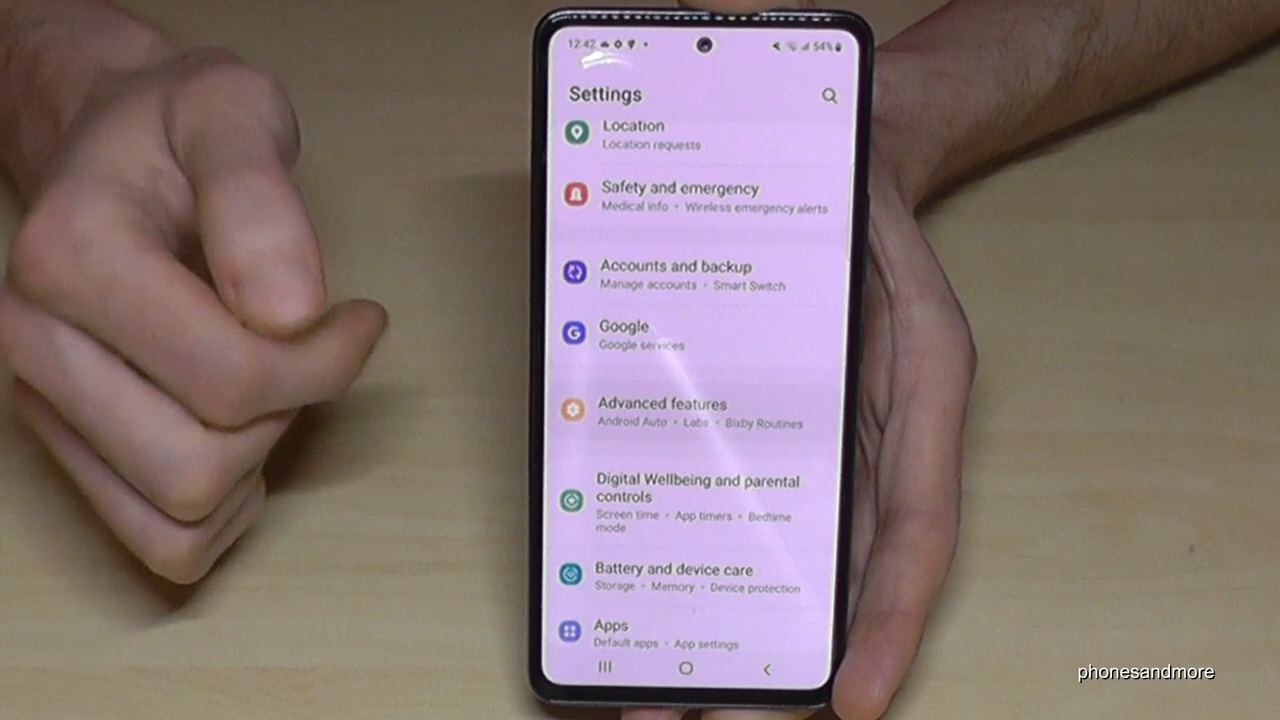 12:42
54%
Settings
Location
Location requests
Safety and emergency
Medical info • Wireless emergency alerts
Accounts and backup
Manage accounts • Smart Switch
Google
Google services
Advanced features
Android Auto • Labs • Bixby Routines
Digital Wellbeing and parental
controls
Screen time • App timers • Bedtime
mode
Battery and device care
Storage • Memory • Device protection
Apps
Default apps • App settings
phonesandmore